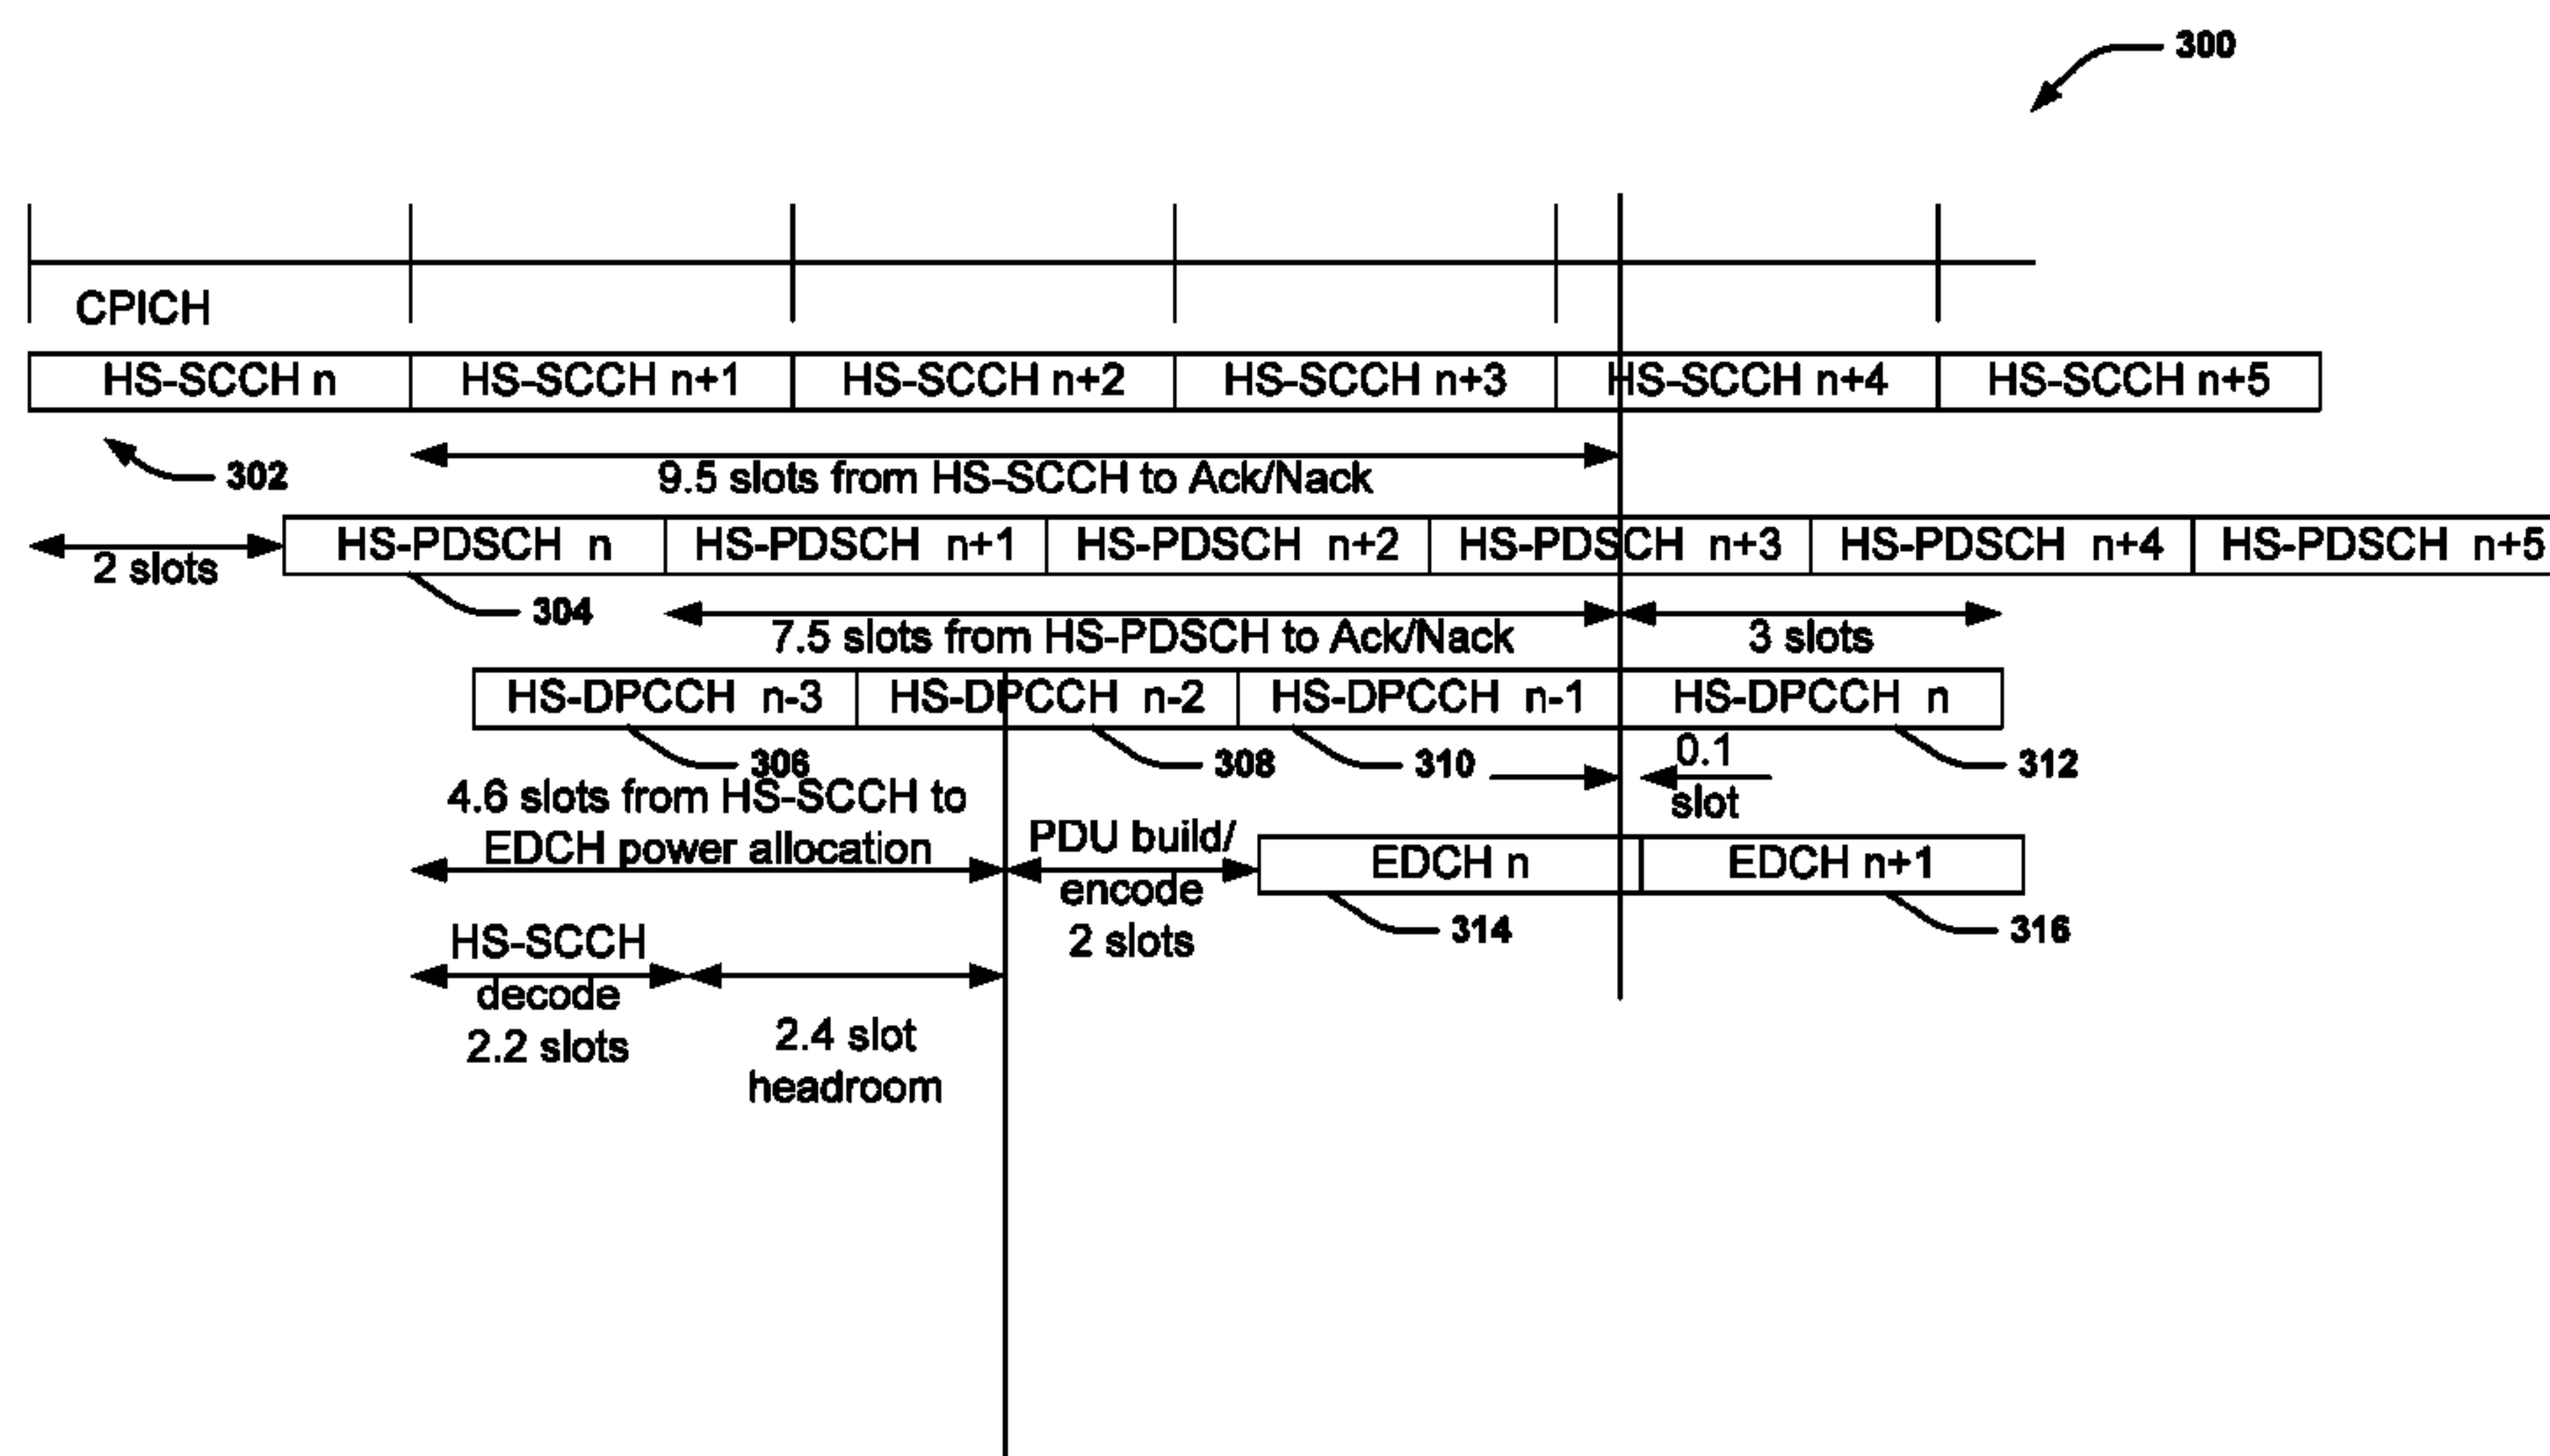 300
CPICH
HS-SCCH n HS-SCCH n+1 HS-SCCH n+2 HS-SCCH n+3 HS-SCCH n+4 HS-SCCH n+5
302
9.5 slots from HS-SCCH to Ack/Nack
2 slots
HS-PDSCH n HS-PDSCH n+1 HS-PDSCH n+2 HS-PDSCH n+3 HS-PDSCH n+4 HS-PDSCH n+5
304
7.5 slots from HS-PDSCH to Ack/Nack
3 slots
HS-DPCCH n-3 HS-DPCCH n-2 HS-DPCCH n-1 HS-DPCCH n
306
308
310
312
0.1
slot
4.6 slots from HS-SCCH to
EDCH power allocation
PDU build/
encode
2 slots
EDCH n EDCH n+1
314
316
HS-SCCH
decode
2.2 slots
2.4 slot
headroom